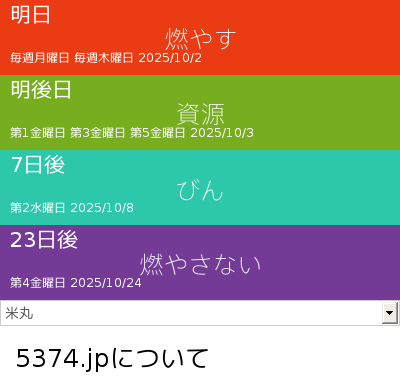 明日
燃やす
毎週月曜日 毎週木曜日 2025/10/2
明後日
資源
第1金曜日 第3金曜日 第5金曜日 2025/10/3
7日後
びん
第2水曜日 2025/10/8
23日後
燃やさない
第4金曜日 2025/10/24
米丸
5374.jpについて